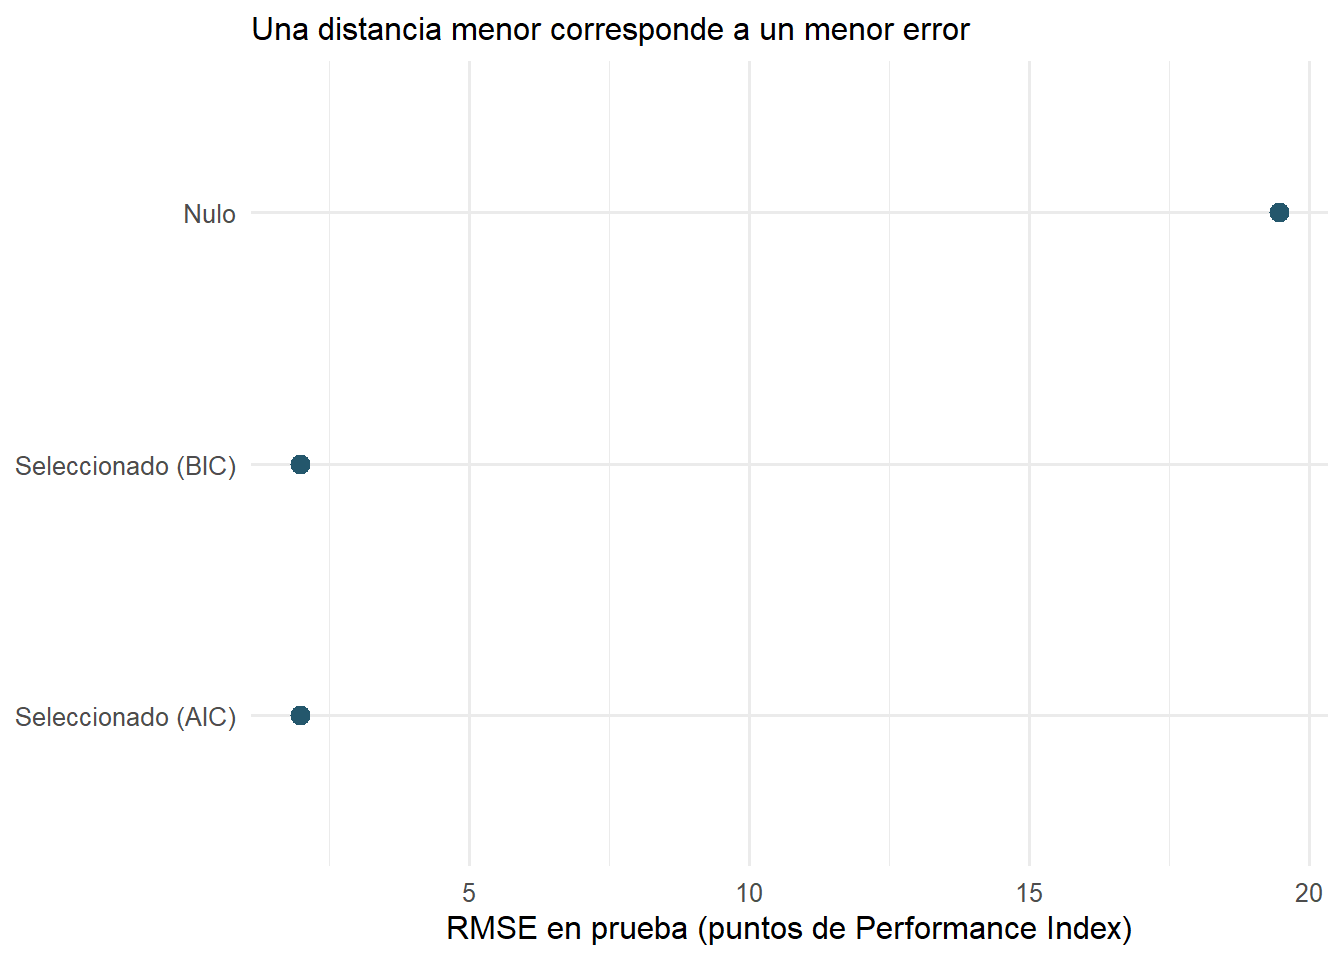 Una distancia menor corresponde a un menor error
Nulo
Seleccionado (BIC)
Seleccionado (AIC)
5 10 15 20
RMSE en prueba (puntos de Performance Index)